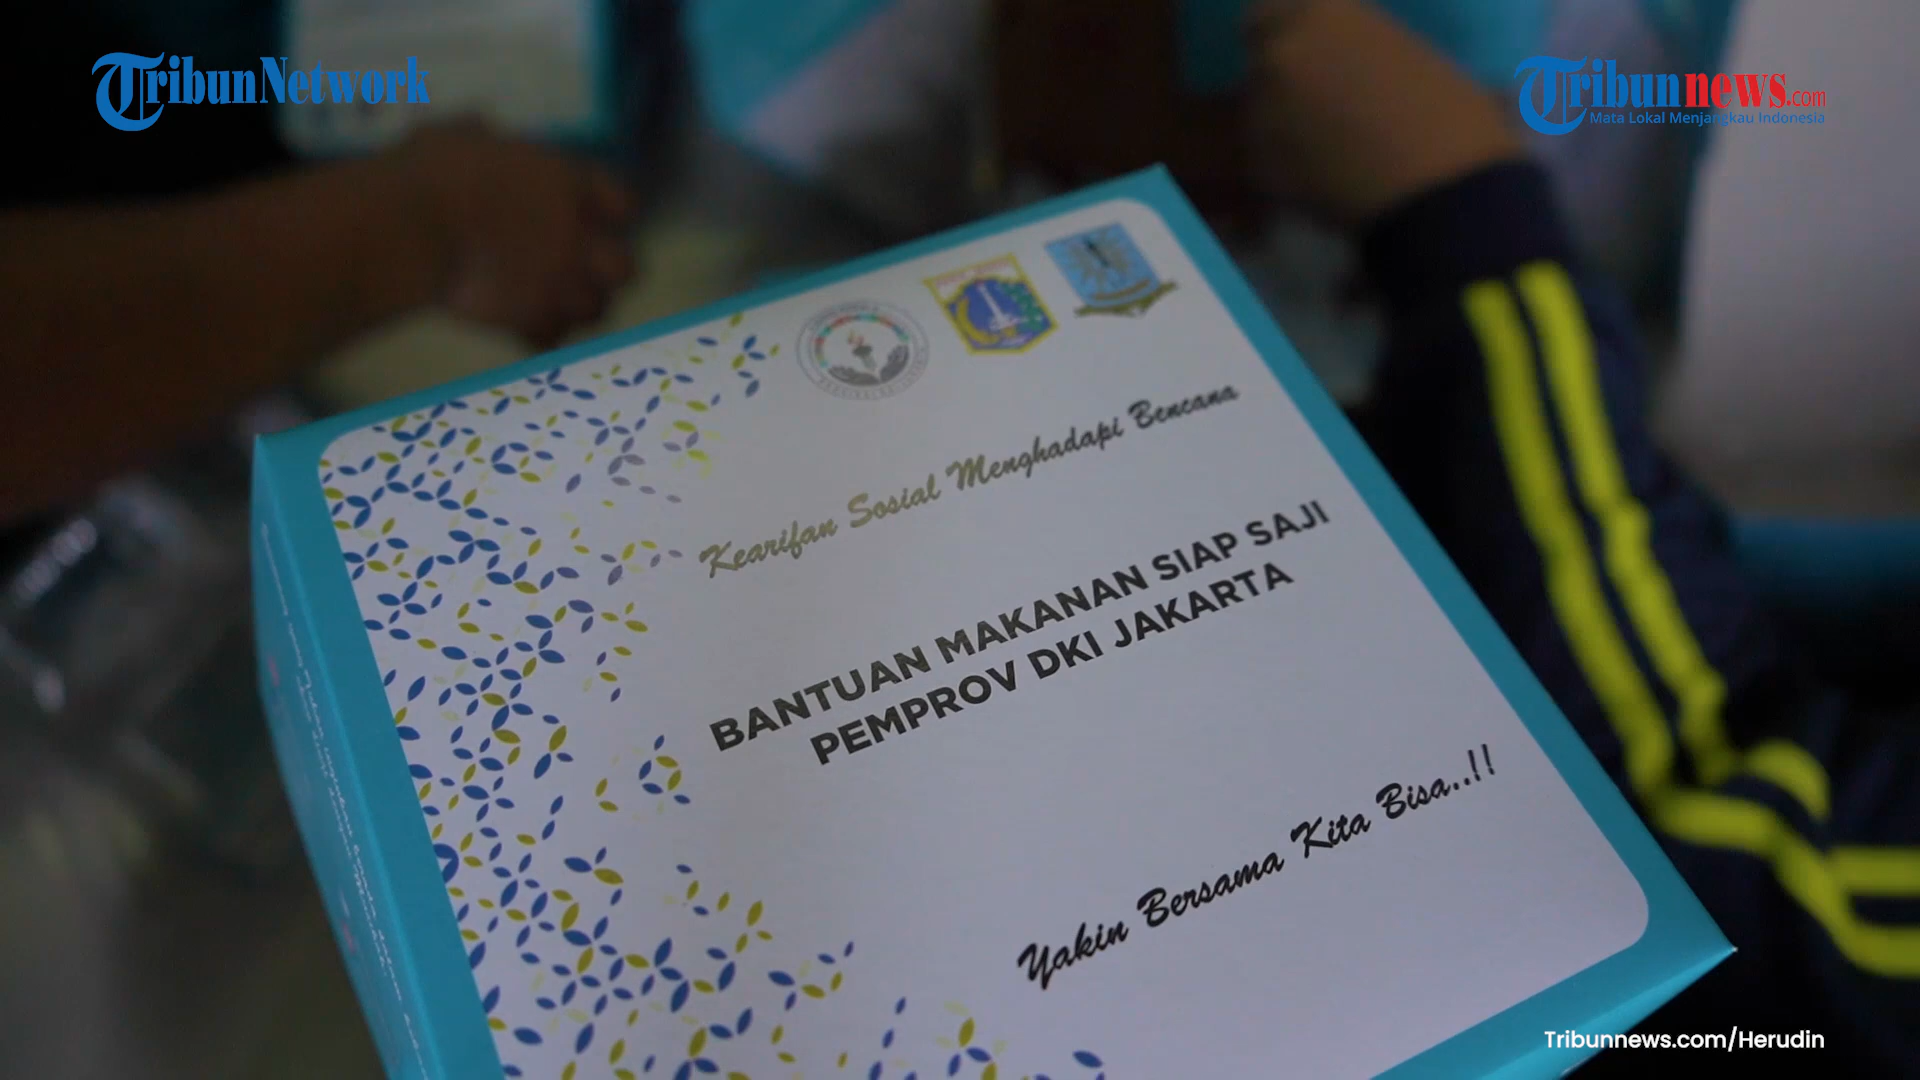 TribunNetwork
Tribunnews.com
Mata Lokal Menjangkau Indonesia
Kearifan Sosial Menghadapi Bencana
BANTUAN MAKANAN SIAP SAJI
PEMPROV DKI JAKARTA
Yakin Bersama Kita Bisa..!!
Tribunnews.com/Herudin